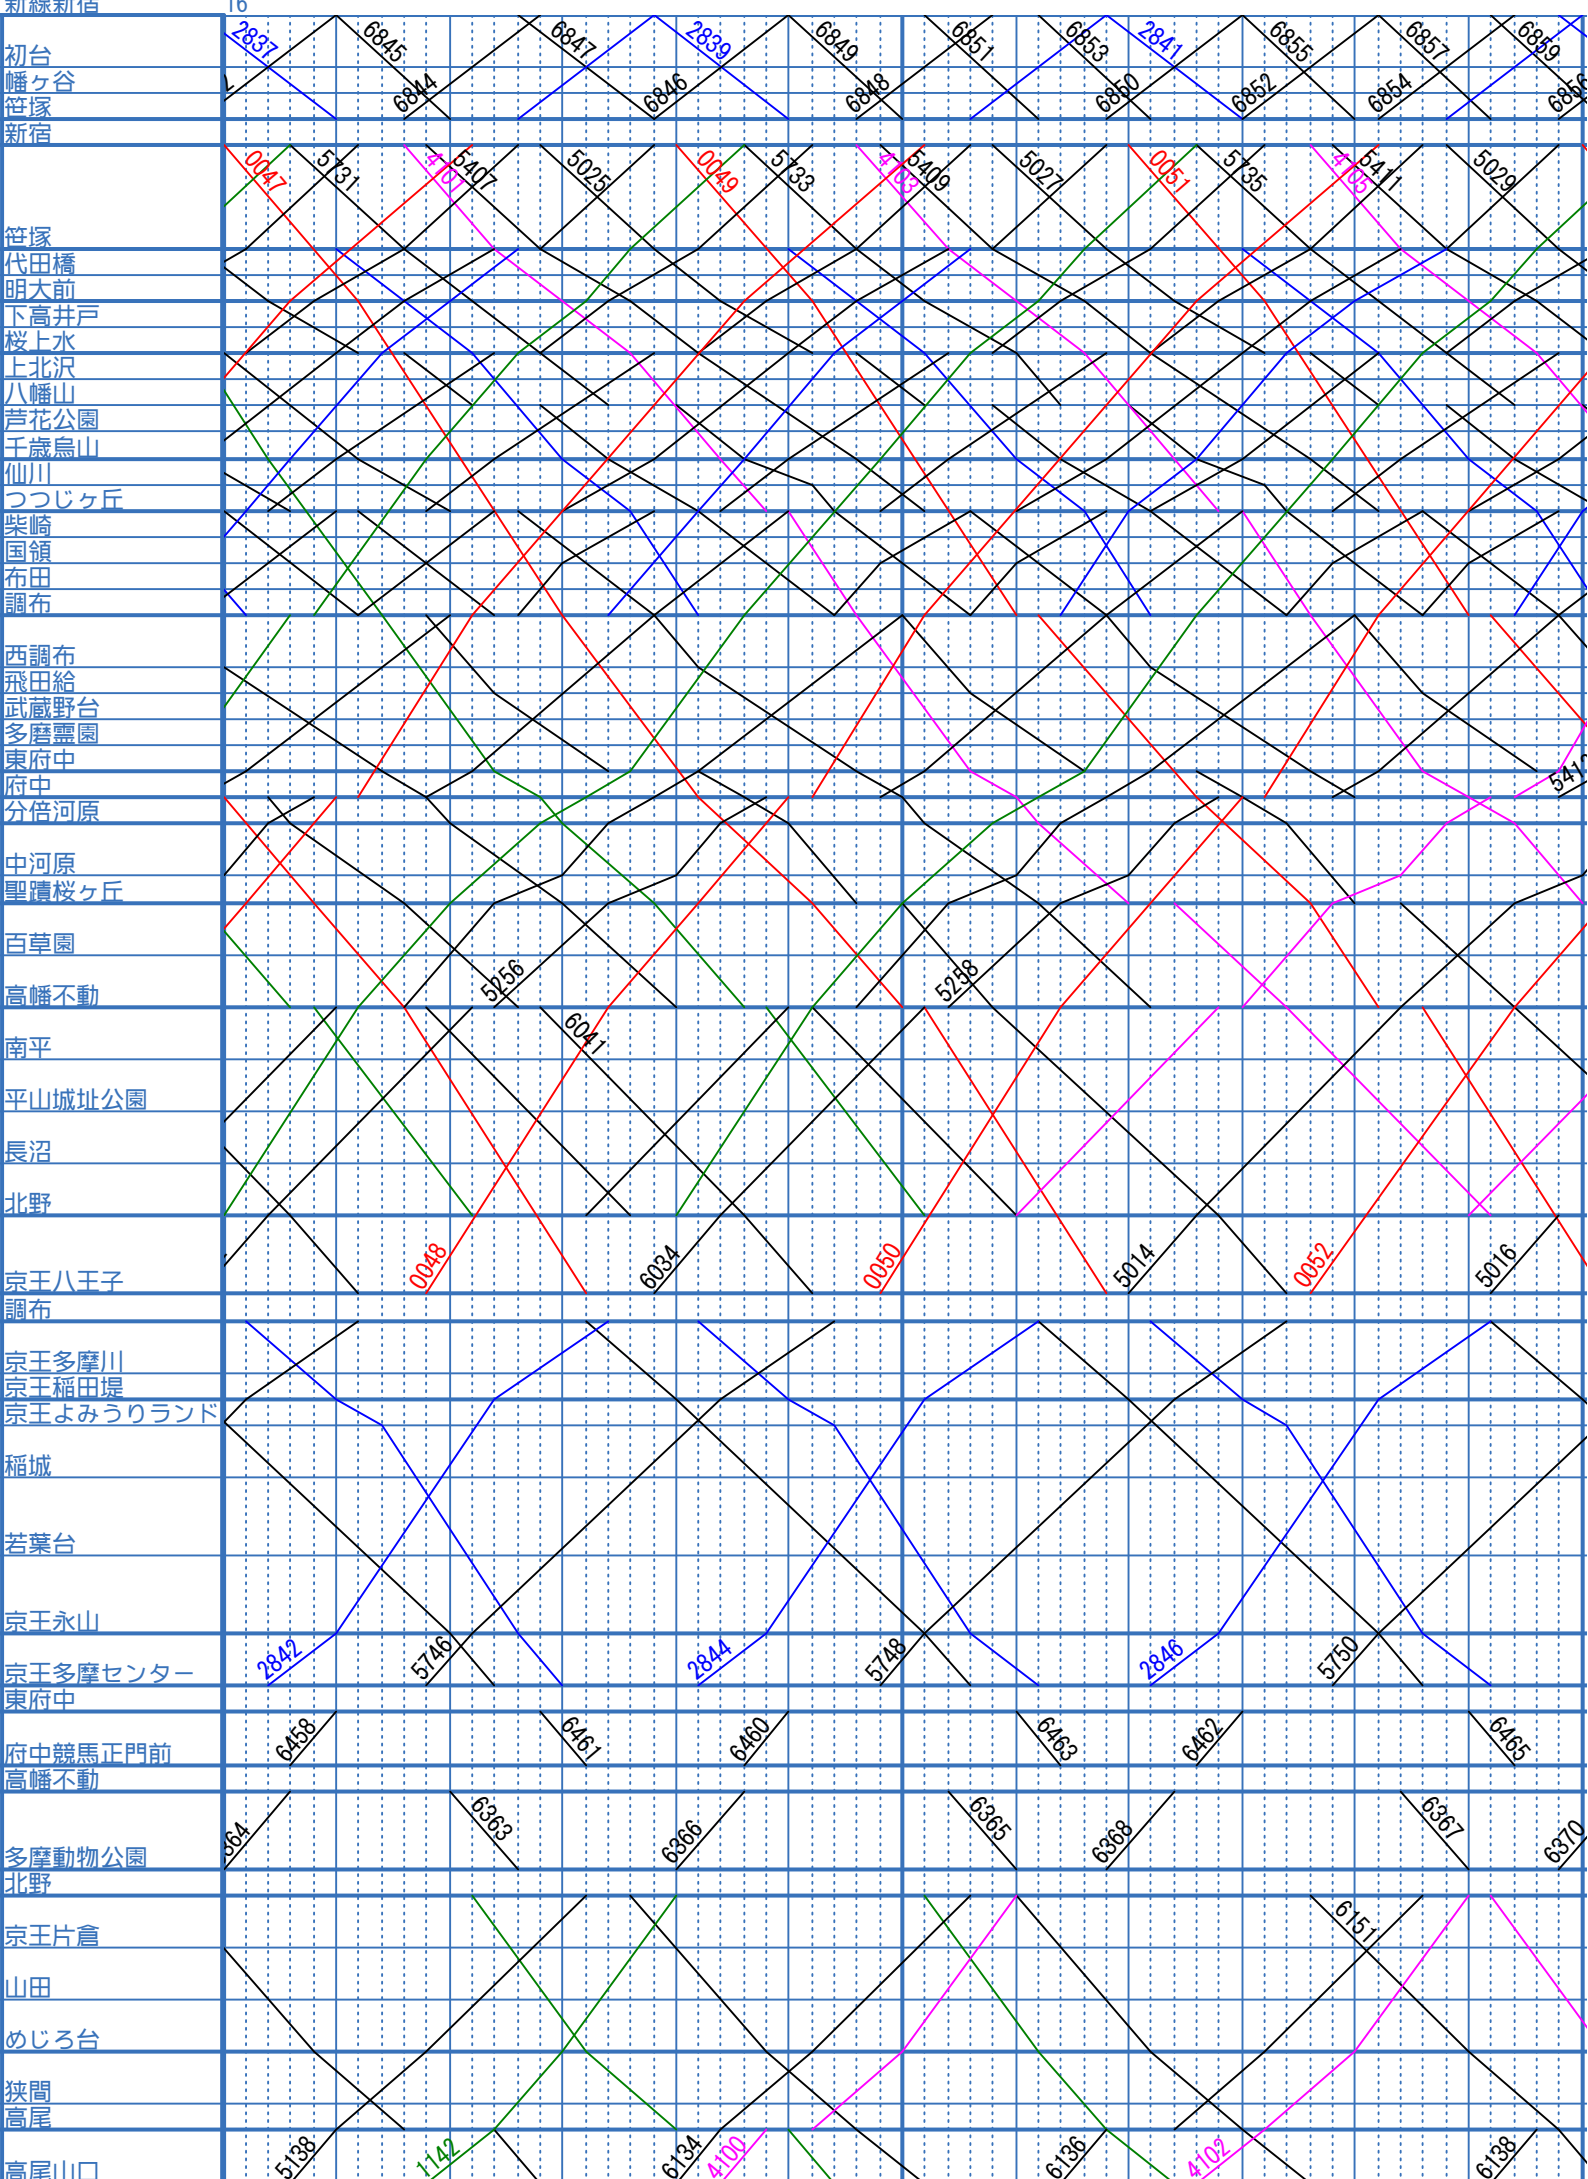 新線新宿 16
初台
幡ヶ谷
笹塚
2837 6845 6844 6847 6846 2839 6849 6848 6851 6853 6850 2841 6852 6855 6854 6857 6859
新宿
0047 5731 4101 5407 5025 0049 5733 4103 5409 5027 0051 5735 4105 5411 5029
笹塚
代田橋
明大前
下高井戸
桜上水
上北沢
八幡山
芦花公園
千歳烏山
仙川
つつじヶ丘
柴崎
国領
布田
調布
西調布
飛田給
武蔵野台
多磨霊園
東府中
府中
分倍河原
中河原
聖蹟桜ヶ丘
百草園
高幡不動
5256 5258
南平
6041
平山城址公園
長沼
北野
京王八王子
0048 6034 0050 5014 0052 5016
調布
京王多摩川
京王稲田堤
京王よみうりランド
稲城
若葉台
京王永山
京王多摩センター
2842 5746 2844 5748 2846 5750
東府中
府中競馬正門前
6458 6461 6460 6463 6462 6465
高幡不動
多摩動物公園
6363 6366 6365 6368 6367 6370
北野
京王片倉
6151
山田
めじろ台
狭間
高尾
高尾山口
5138 1142 6134 4100 6136 4102 6138